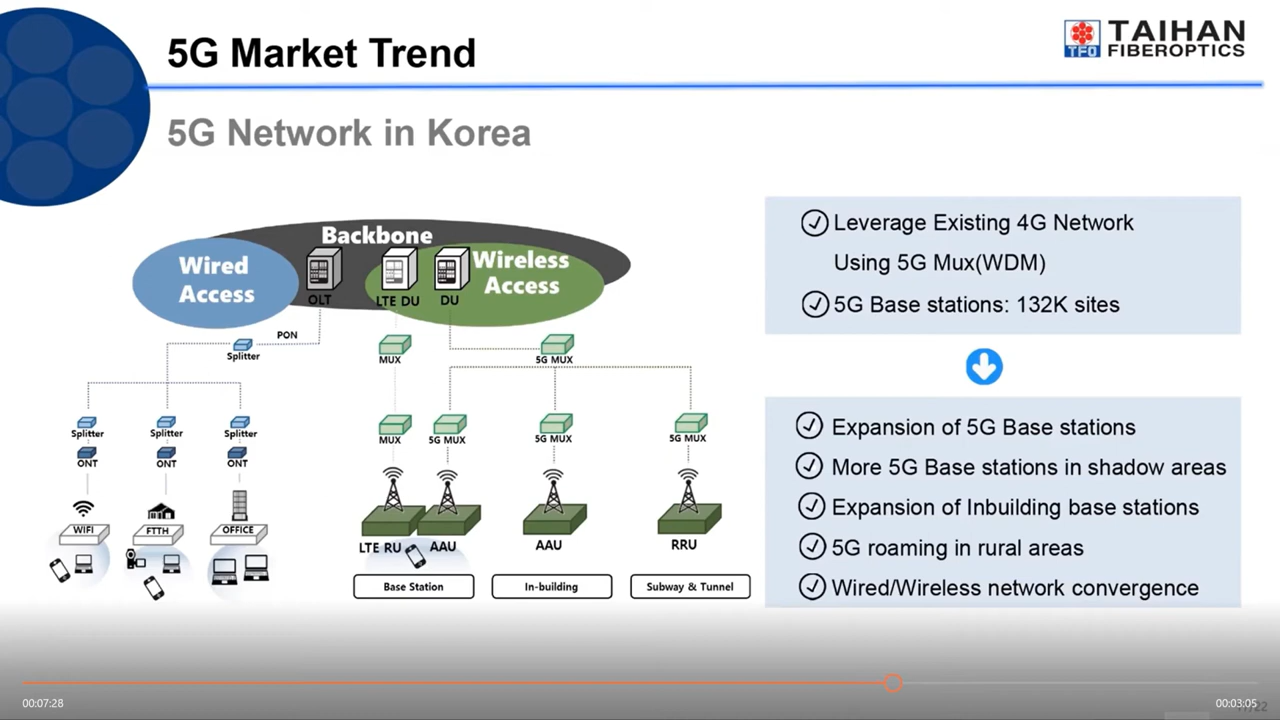 5G Market Trend
TAIHAN
FIBEROPTICS
TFO
5G Network in Korea
Backbone
Wired
Access
Wireless
Access
OLT
LTE DU
DU
PON
Splitter
MUX
5G MUX
Splitter
Splitter
Splitter
MUX
5G MUX
5G MUX
5G MUX
ONT
ONT
ONT
WIFI
FTTH
OFFICE
LTE RU
AAU
AAU
RRU
Base Station
In-building
Subway & Tunnel
Leverage Existing 4G Network
Using 5G Mux(WDM)
5G Base stations: 132K sites
Expansion of 5G Base stations
More 5G Base stations in shadow areas
Expansion of Inbuilding base stations
5G roaming in rural areas
Wired/Wireless network convergence
00:07:28
00:03:05